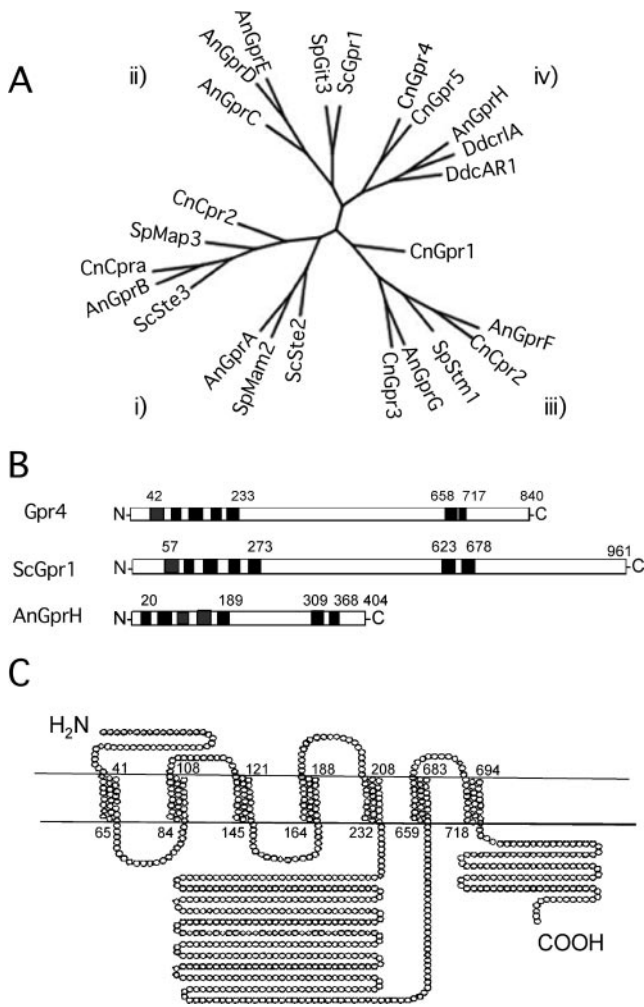 A
ii)
iv)
AnGprE
AnGprD
AnGprC
SpGit3
ScGpr1
CnGpr4
CnGpr5
AnGprH
DdcrlA
DdcAR1
CnCpr2
SpMap3
CnCpra
AnGprB
ScSte3
CnGpr1
AnGprA
SpMam2
ScSte2
CnGpr3
AnGprG
SpStm1
CnCpr2
AnGprF
i)
iii)
B
42 233 658 717 840
Gpr4 N- -C
57 273 623 678 961
ScGpr1 N- -C
20 189 309 368 404
AnGprH N- -C
C
H2N
41 108 121 188 208 683 694
65 84 145 164 232 659 718
COOH